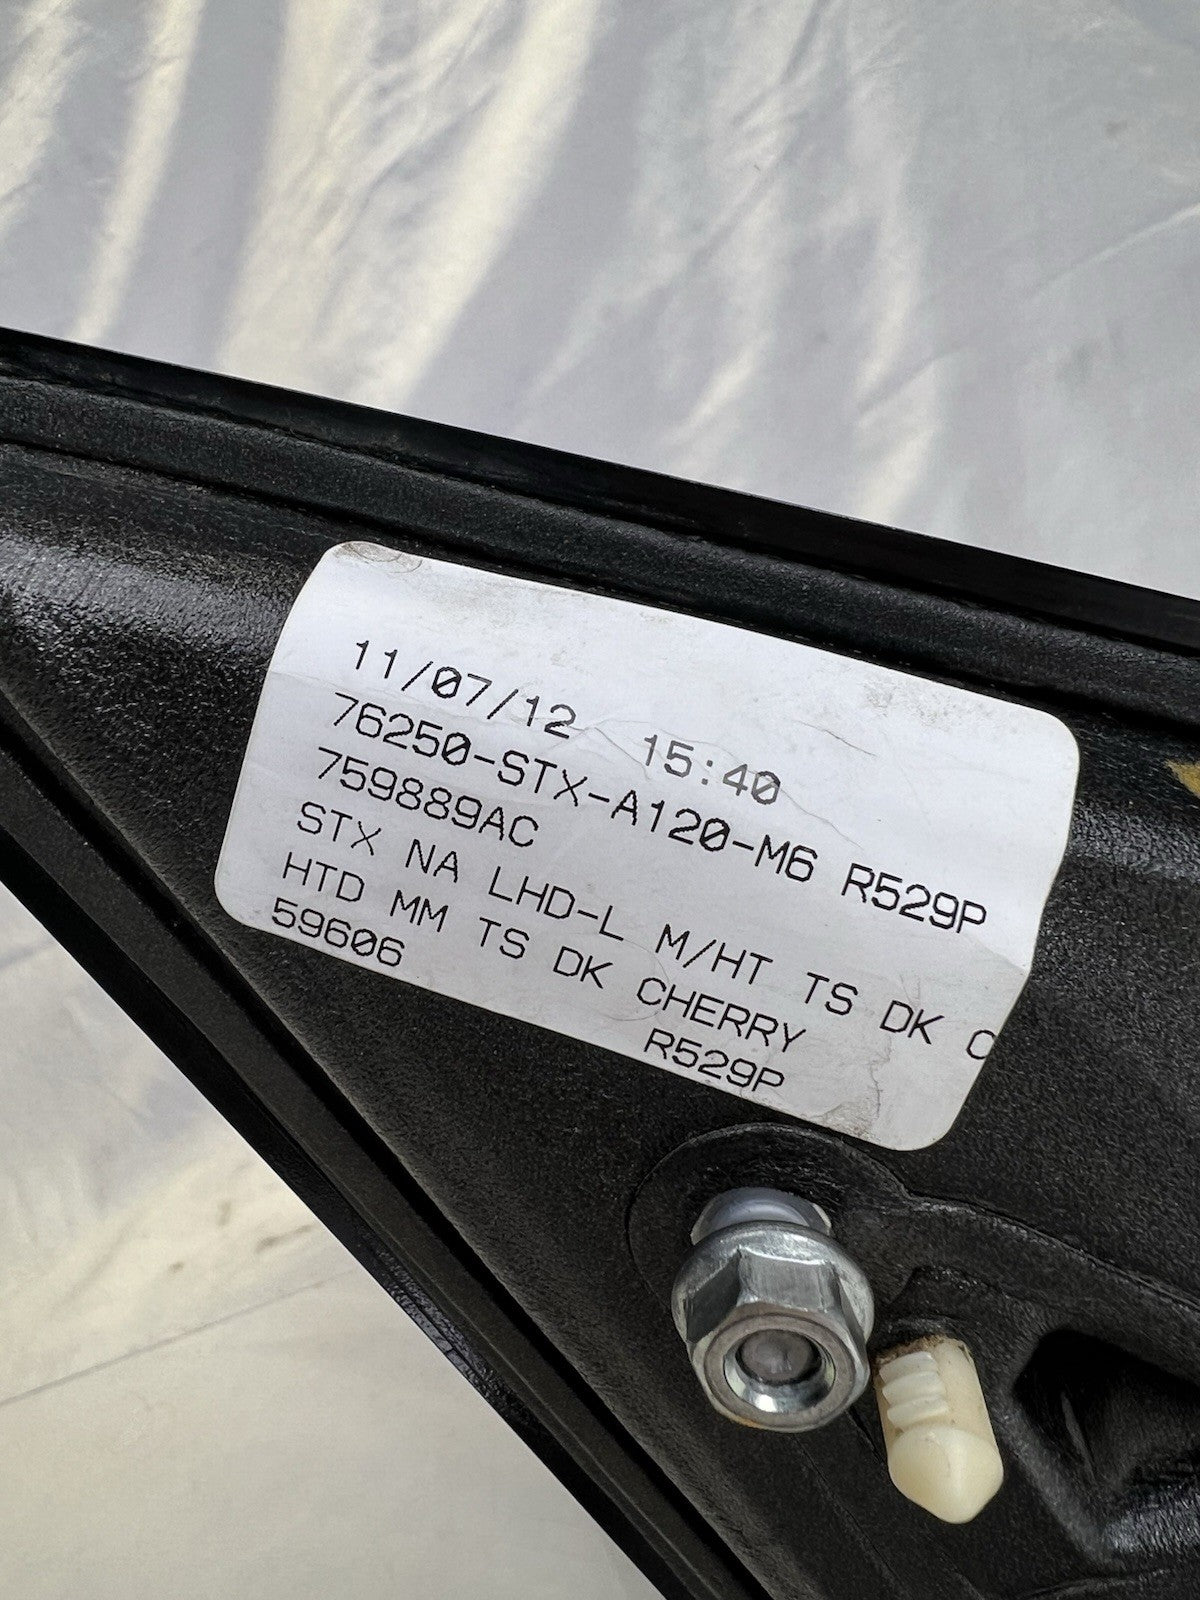 11/07/12 15:40
76250-STX-A120-M6 R529P
759889AC
STX NA LHD-L M/HT TS DK C
HTD MM TS DK CHERRY
59606 R529P